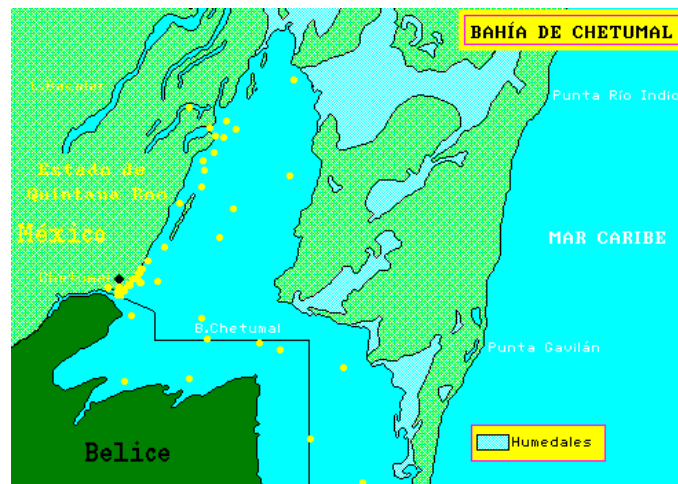 BAHÍA DE CHETUMAL
L.Bacalar
Punta Río Indio
Estado de
Quintana Roo
México
MAR CARIBE
Chetumal
B.Chetumal
Punta Gavilán
Humedales
Belice